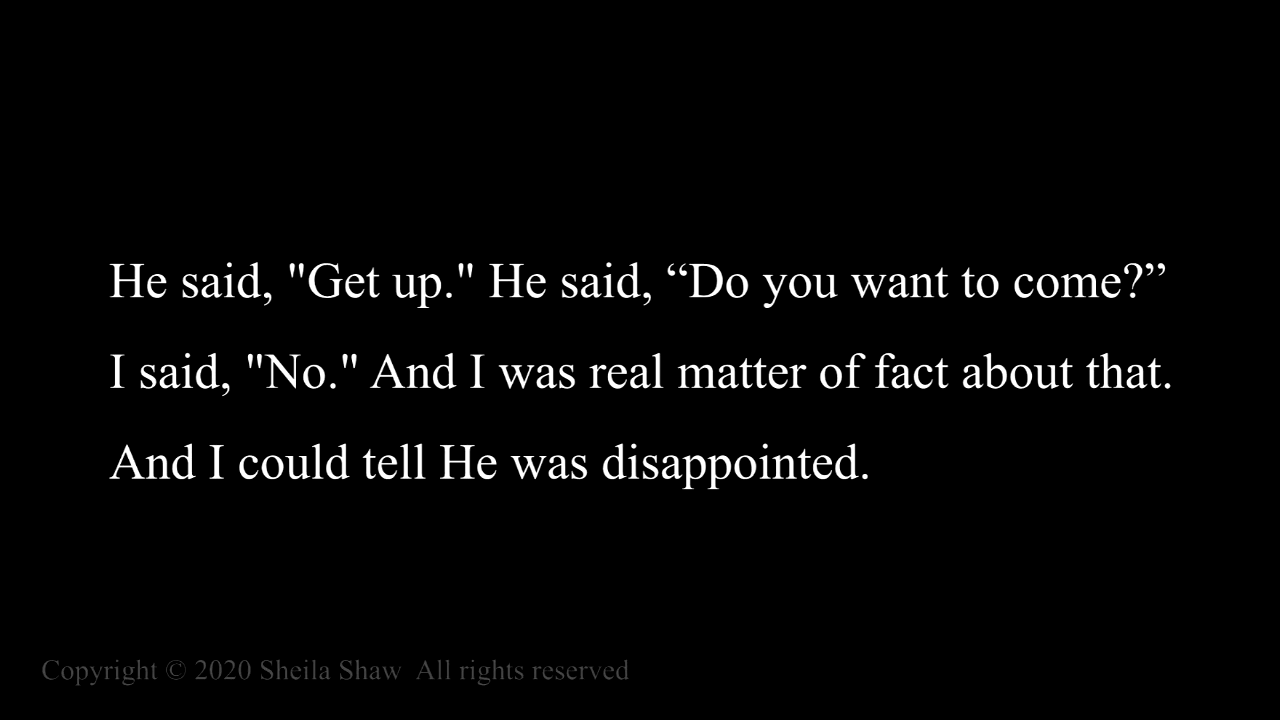 He said, "Get up." He said, “Do you want to come?”
I said, "No." And I was real matter of fact about that.
And I could tell He was disappointed.
Copyright © 2020 Sheila Shaw  All rights reserved